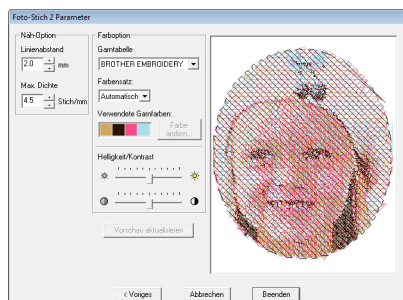 Foto-Stich 2 Parameter
Näh-Option
Linienabstand
2.0 mm
Max. Dichte
4.5 Stich/mm
Farboption
Garntabelle
BROTHER EMBROIDERY
Farbensatz:
Automatisch
Verwendete Garnfarben:
Farbe
ändern...
Helligkeit/Kontrast
Vorschau aktualisieren
< Voriges
Abbrechen
Beenden